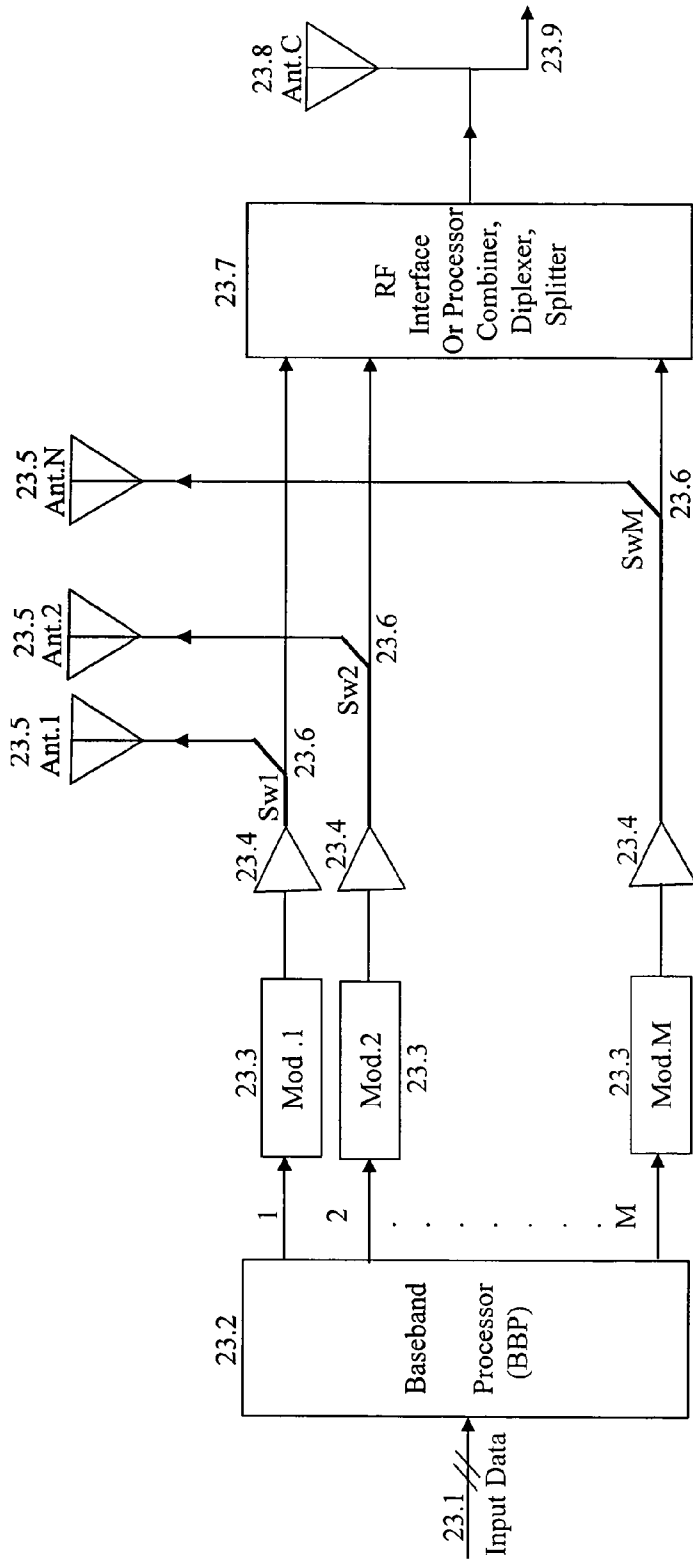 23.1
Input Data
23.2
Baseband
Processor
(BBP)
1
2
. . . . . . .
M
23.3
Mod .1
Mod.2
23.3
23.3
Mod.M
23.4
23.4
23.4
Sw1
23.6
Sw2
23.6
SwM
23.6
23.5
Ant.1
23.5
Ant.2
23.5
Ant.N
23.7
RF
Interface
Or Processor
Combiner,
Diplexer,
Splitter
23.8
Ant.C
23.9